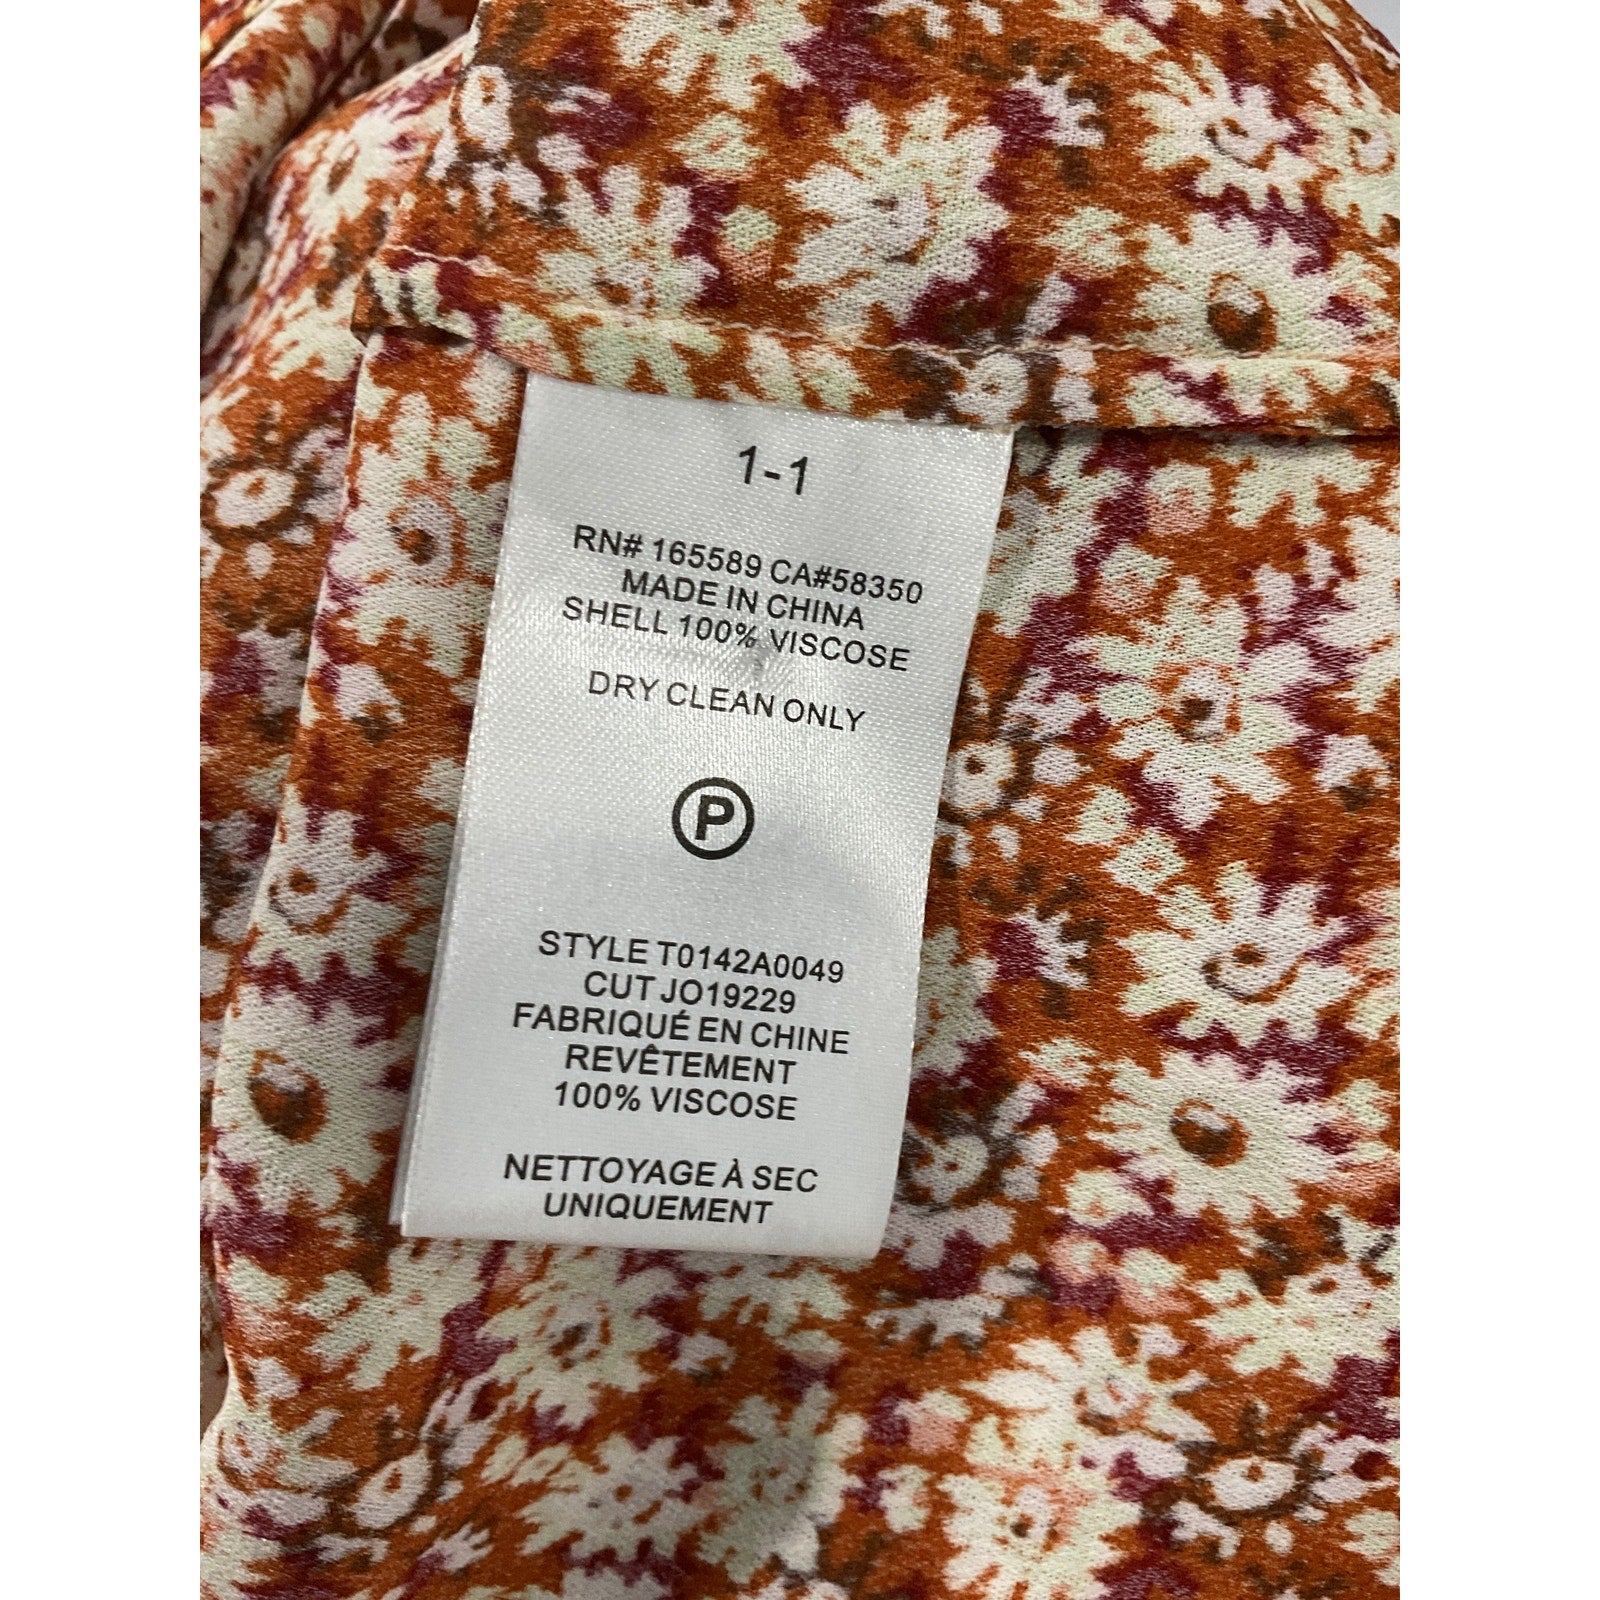 1-1
RN# 165589 CA#58350
MADE IN CHINA
SHELL 100% VISCOSE
DRY CLEAN ONLY
P
STYLE T0142A0049
CUT JO19229
FABRIQUÉ EN CHINE
REVÊTEMENT
100% VISCOSE
NETTOYAGE À SEC
UNIQUEMENT